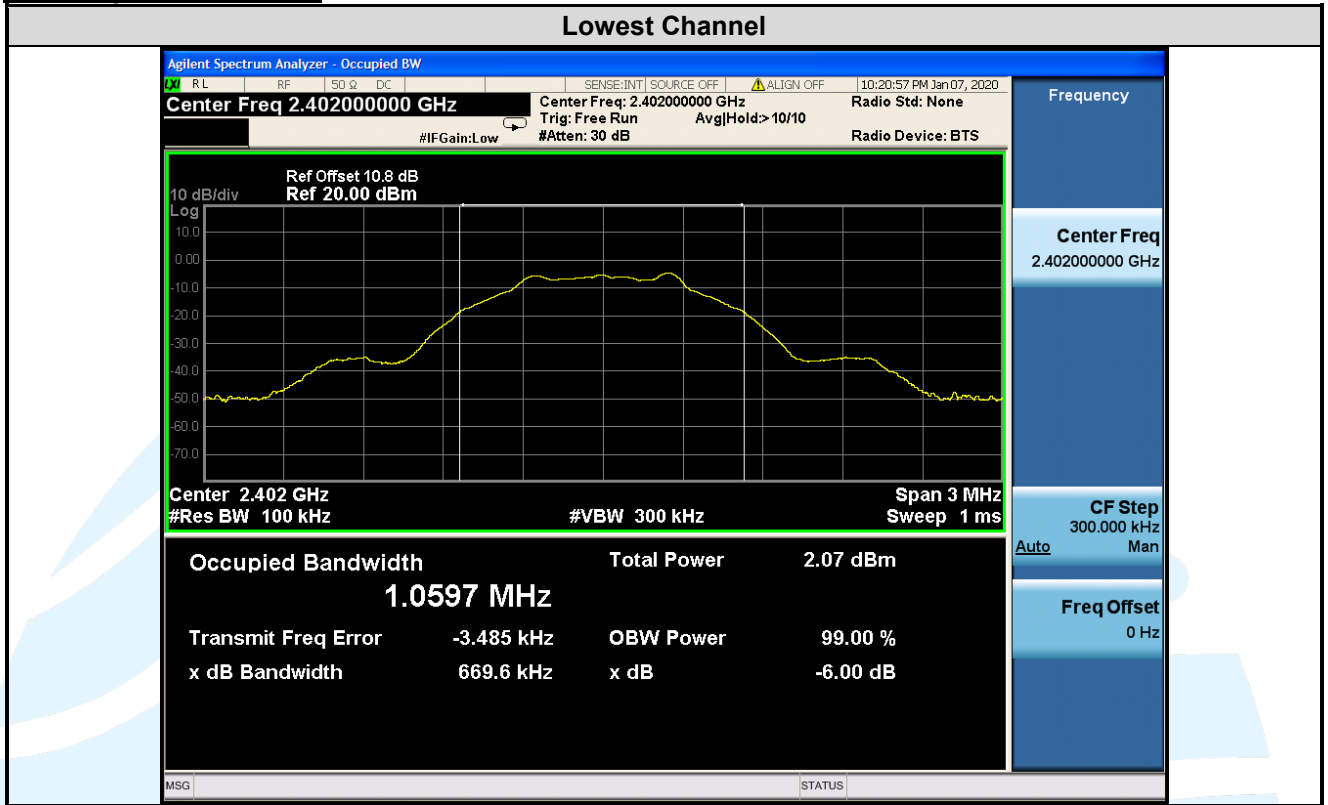 Lowest Channel
Agilent Spectrum Analyzer - Occupied BW
LXI RL RF 50 Ω DC SENSE:INT SOURCE OFF ALIGN OFF 10:20:57 PM Jan 07, 2020
Center Freq 2.402000000 GHz
Center Freq: 2.402000000 GHz
Radio Std: None
Trig: Free Run Avg|Hold:>10/10
#IFGain:Low #Atten: 30 dB Radio Device: BTS
Frequency
Ref Offset 10.8 dB
10 dB/div Ref 20.00 dBm
Log
10.0
0.00
-10.0
-20.0
-30.0
-40.0
-50.0
-60.0
-70.0
Center 2.402 GHz Span 3 MHz
#Res BW 100 kHz #VBW 300 kHz Sweep 1 ms
Occupied Bandwidth Total Power 2.07 dBm
1.0597 MHz
Transmit Freq Error -3.485 kHz OBW Power 99.00 %
x dB Bandwidth 669.6 kHz x dB -6.00 dB
Center Freq
2.402000000 GHz
CF Step
300.000 kHz
Auto Man
Freq Offset
0 Hz
MSG STATUS